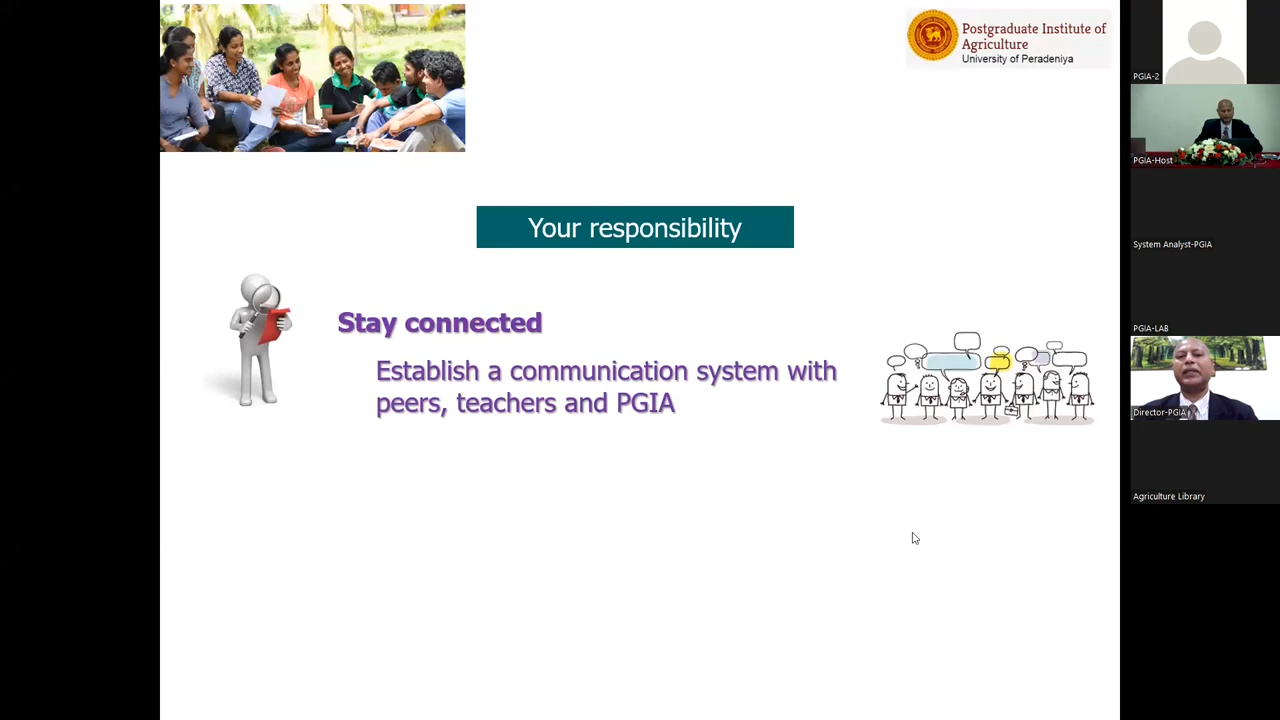 Postgraduate Institute of
Agriculture
University of Peradeniya
Your responsibility
Stay connected
Establish a communication system with
peers, teachers and PGIA
PGIA-2
PGIA-Host
System Analyst-PGIA
PGIA-LAB
Director-PGIA
Agriculture Library